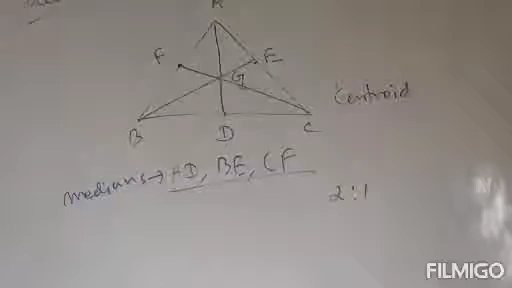 A
F E
G
Centroid
B D C
medians → AD, BE, CF
2:1
FILMIGO